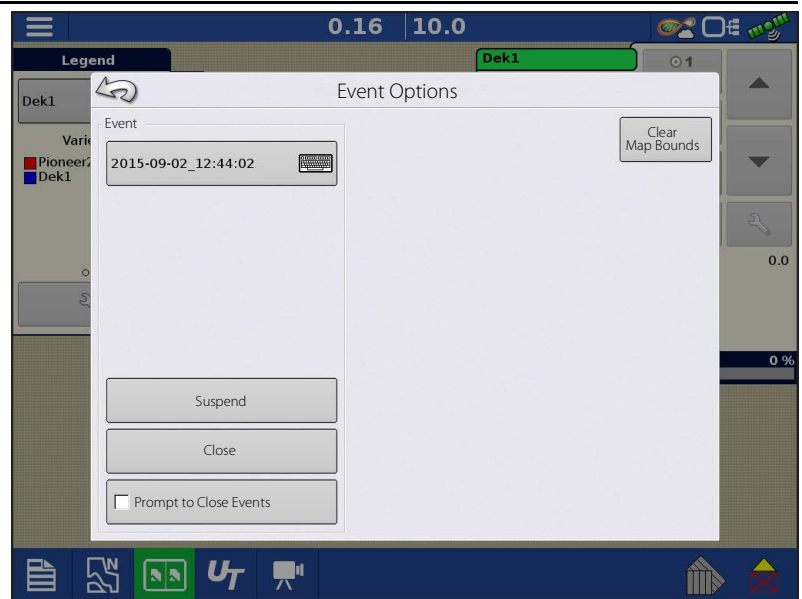 0.16 10.0
Legend
Dek1
1
Dek1
Event Options
Event
Clear
Map Bounds
2015-09-02_12:44:02
Vari
Pioneer2
Dek1
0.0
0 %
Suspend
Close
Prompt to Close Events
N
UT